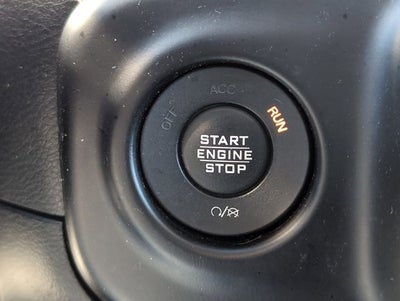 ACC
OFF
RUN
START
ENGINE
STOP